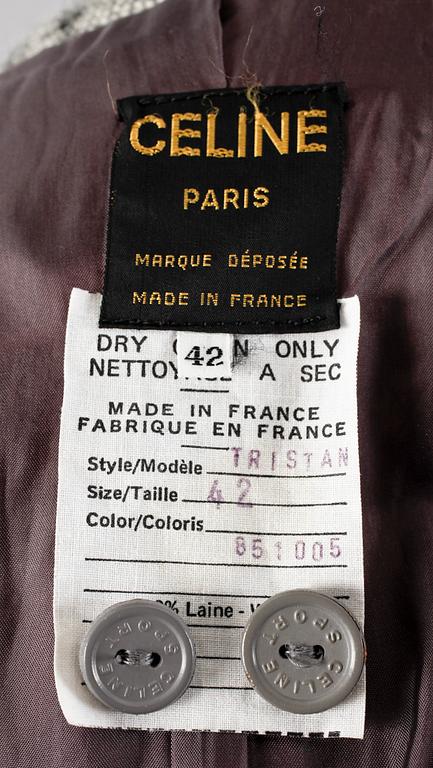 CELINE
PARIS
MARQUE DÉPOSÉE
MADE IN FRANCE
42
DRY ONLY
A SEC
MADE IN FRANCE
FABRIQUE EN FRANCE
Style/Modèle TRISTAN
Size/Taille 42
Color/Coloris
851005
% Laine -
CELINE SPORT
CELINE SPORT